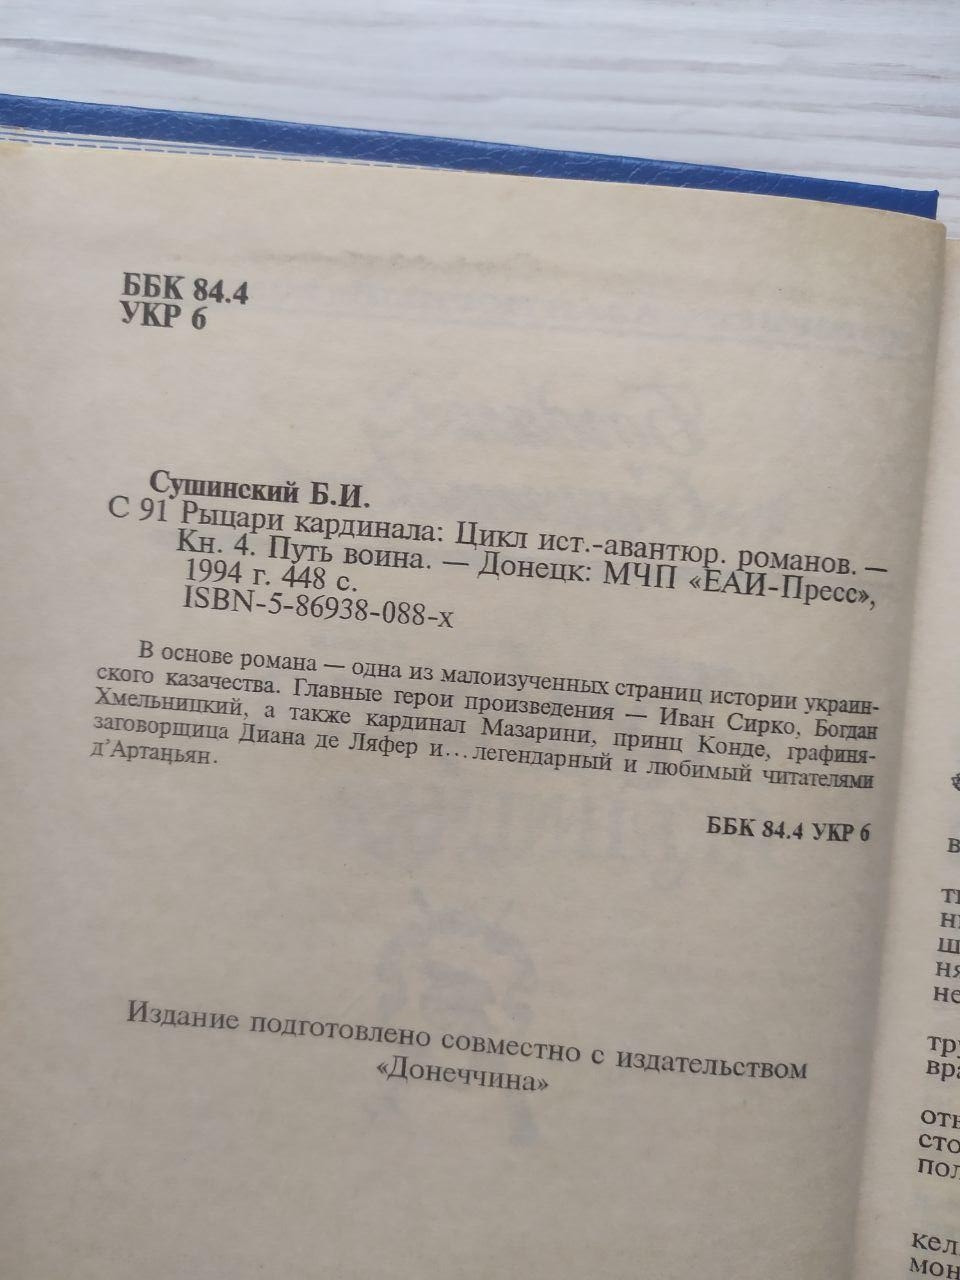 ББК 84.4
УКР 6
Сушинский Б.И.
С 91 Рыцари кардинала: Цикл ист.-авантюр. романов. —
Кн. 4. Путь воина. — Донецк: МЧП «ЕАИ-Пресс»,
1994 г. 448 с.
ISBN-5-86938-088-х
В основе романа — одна из малоизученных страниц истории украин-
ского казачества. Главные герои произведения — Иван Сирко, Богдан
Хмельницкий, а также кардинал Мазарини, принц Конде, графиня-
заговорщица Диана де Ляфер и... легендарный и любимый читателями
д'Артаньян.
ББК 84.4 УКР 6
Издание подготовлено совместно с издательством
«Донеччина»